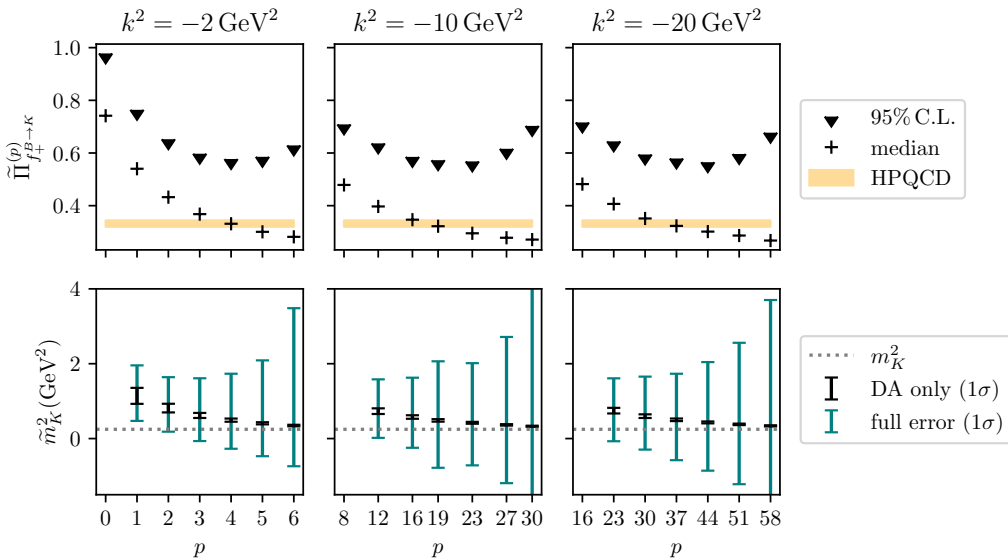 k² = −2 GeV²
k² = −10 GeV²
k² = −20 GeV²
Π̃^(p)_{f_+^{B→K}}
1.0
0.8
0.6
0.4
95% C.L.
median
HPQCD
m̃²_K(GeV²)
4
2
0
m²_K
DA only (1σ)
full error (1σ)
0 1 2 3 4 5 6
8 12 16 19 23 27 30
16 23 30 37 44 51 58
p
p
p